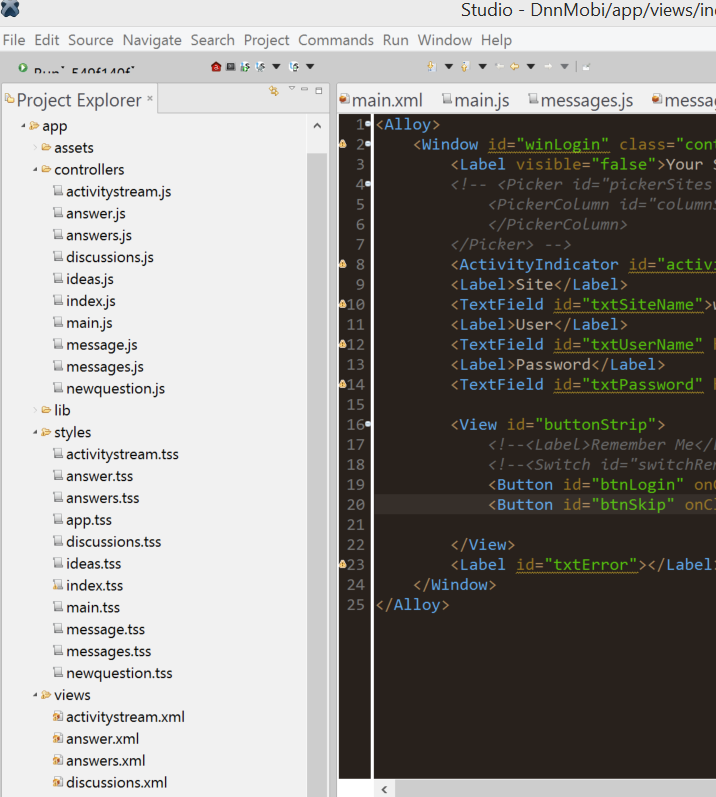 Studio - DnnMobi/app/views/in
File Edit Source Navigate Search Project Commands Run Window Help
Project Explorer
main.xml main.js messages.js messag
app
assets
controllers
activitystream.js
answer.js
answers.js
discussions.js
ideas.js
index.js
main.js
message.js
messages.js
newquestion.js
lib
styles
activitystream.tss
answer.tss
answers.tss
app.tss
discussions.tss
ideas.tss
index.tss
main.tss
message.tss
messages.tss
newquestion.tss
views
activitystream.xml
answer.xml
answers.xml
discussions.xml
1 <Alloy>
2 <Window id="winLogin" class="con
3 <Label visible="false">Your S
4 <!-- <Picker id="pickerSites
5 <PickerColumn id="columnS
6 </PickerColumn>
7 </Picker> -->
8 <ActivityIndicator id="activi
9 <Label>Site</Label>
10 <TextField id="txtSiteName">w
11 <Label>User</Label>
12 <TextField id="txtUserName" h
13 <Label>Password</Label>
14 <TextField id="txtPassword" h
15
16 <View id="buttonStrip">
17 <!--<Label>Remember Me</L
18 <!--<Switch id="switchRem
19 <Button id="btnLogin" onC
20 <Button id="btnSkip" onCl
21
22 </View>
23 <Label id="txtError"></Label>
24 </Window>
25 </Alloy>